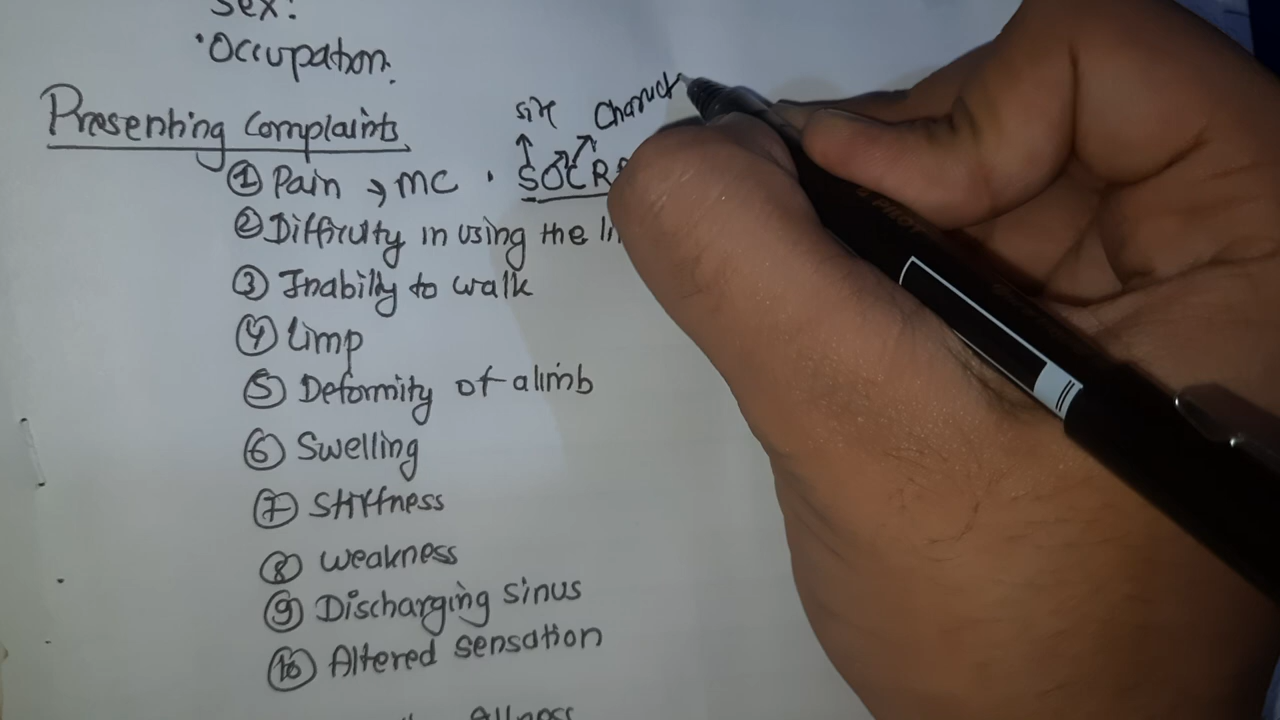 Sex:
Occupation.
Presenting Complaints
site Charact
① Pain → MC . SOCR
② Difficulty in using the li
③ Inability to walk
④ Limp
⑤ Deformity of a limb
⑥ Swelling
⑦ Stiffness
⑧ Weakness
⑨ Discharging sinus
⑩ Altered sensation